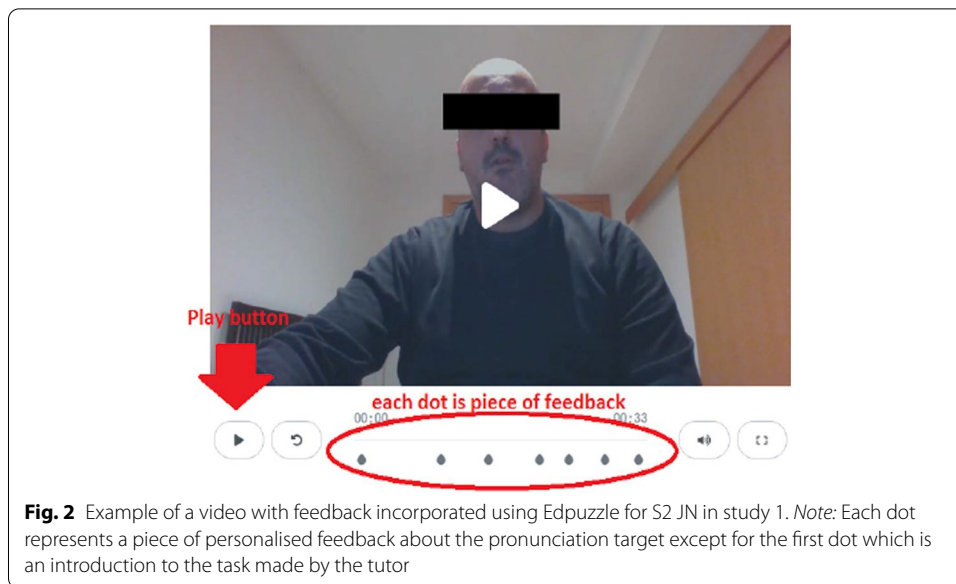 Play button
each dot is piece of feedback
00:00 00:33
Fig. 2 Example of a video with feedback incorporated using Edpuzzle for S2 JN in study 1. Note: Each dot
represents a piece of personalised feedback about the pronunciation target except for the first dot which is
an introduction to the task made by the tutor